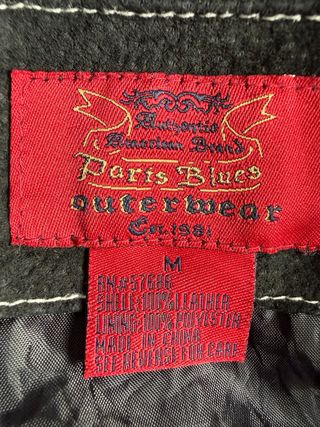 Authentic
American Brand
Paris Blues
outerwear
Est. 1981
M
RN#57686
SHELL:100%LEATHER
LINING:100%POLYESTER
MADE IN CHINA
SEE REVERSE FOR CARE